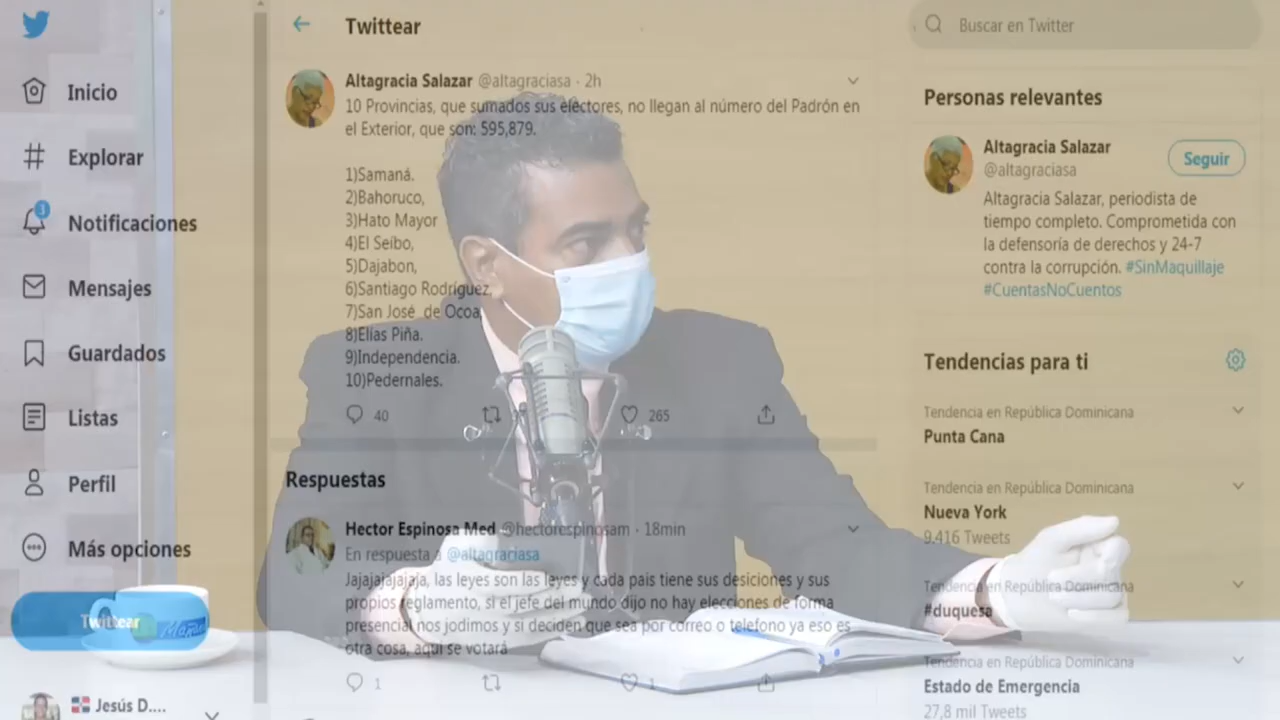 Inicio
Explorar
3
Notificaciones
Mensajes
Guardados
Listas
Perfil
Más opciones
Twittear
Jesús D....
Twittear
Altagracia Salazar @altagraciasa · 2h
10 Provincias, que sumados sus electores, no llegan al número del Padrón en
el Exterior, que son: 595,879.
1)Samaná.
2)Bahoruco,
3)Hato Mayor
4)El Seibo,
5)Dajabon,
6)Santiago Rodríguez,
7)San José de Ocoa,
8)Elías Piña.
9)Independencia.
10)Pedernales.
40
265
Respuestas
Hector Espinosa Med @hectorespinosam · 18min
En respuesta a @altagraciasa
Jajajajajajaja, las leyes son las leyes y cada pais tiene sus desiciones y sus
propios reglamento, si el jefe del mundo dijo no hay elecciones de forma
presencial nos jodimos y si deciden que sea por correo o telefono ya eso es
otra cosa, aqui se votará
1
1
Buscar en Twitter
Personas relevantes
Altagracia Salazar
@altagraciasa
Seguir
Altagracia Salazar, periodista de
tiempo completo. Comprometida con
la defensoría de derechos y 24-7
contra la corrupción. #SinMaquillaje
#CuentasNoCuentos
Tendencias para ti
Tendencia en República Dominicana
Punta Cana
Tendencia en República Dominicana
Nueva York
9.416 Tweets
Tendencia en República Dominicana
#duquesa
Tendencia en República Dominicana
Estado de Emergencia
27,8 mil Tweets